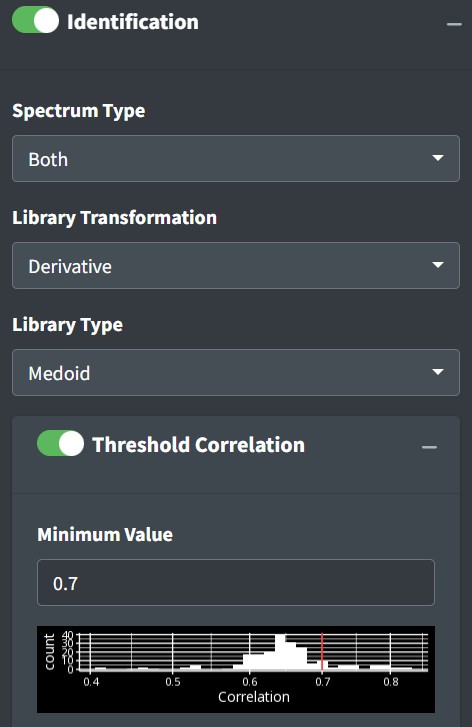 Identification
Spectrum Type
Both
Library Transformation
Derivative
Library Type
Medoid
Threshold Correlation
Minimum Value
0.7
count
40
30
20
10
0
0.4 0.5 0.6 0.7 0.8
Correlation